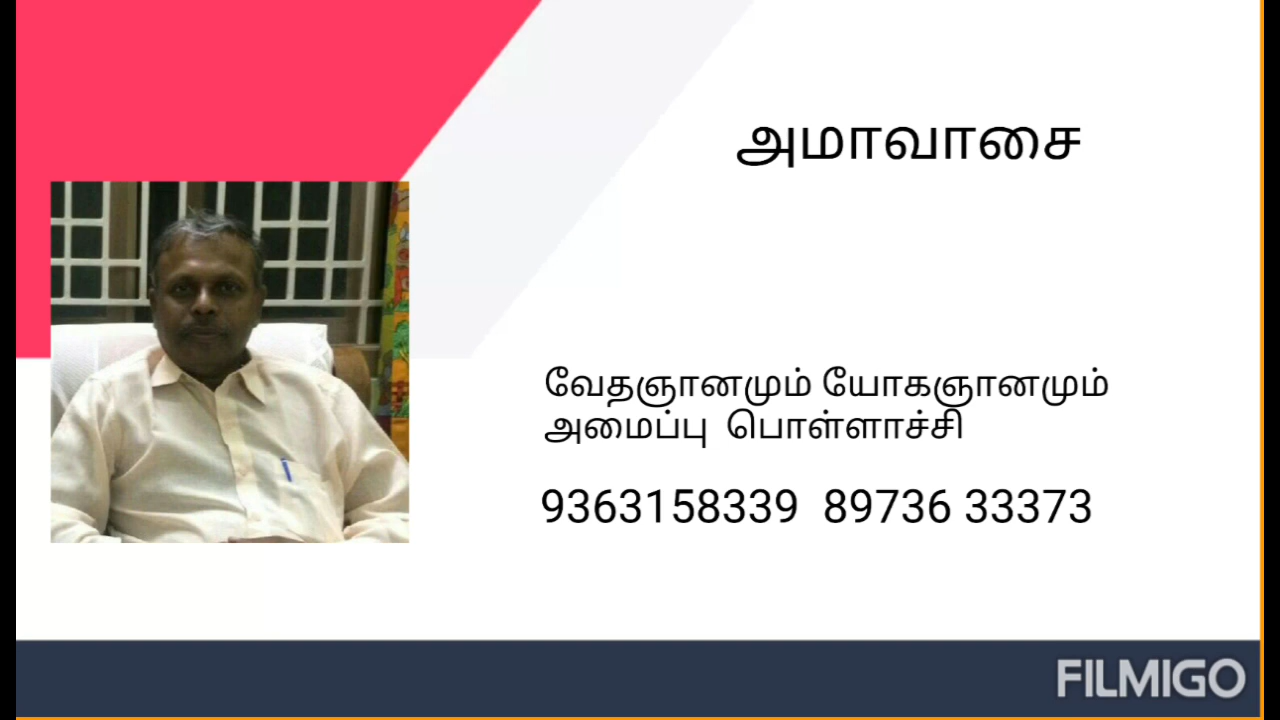 அமாவாசை
வேதஞானமும் யோகஞானமும்
அமைப்பு பொள்ளாச்சி
9363158339 89736 33373
FILMIGO